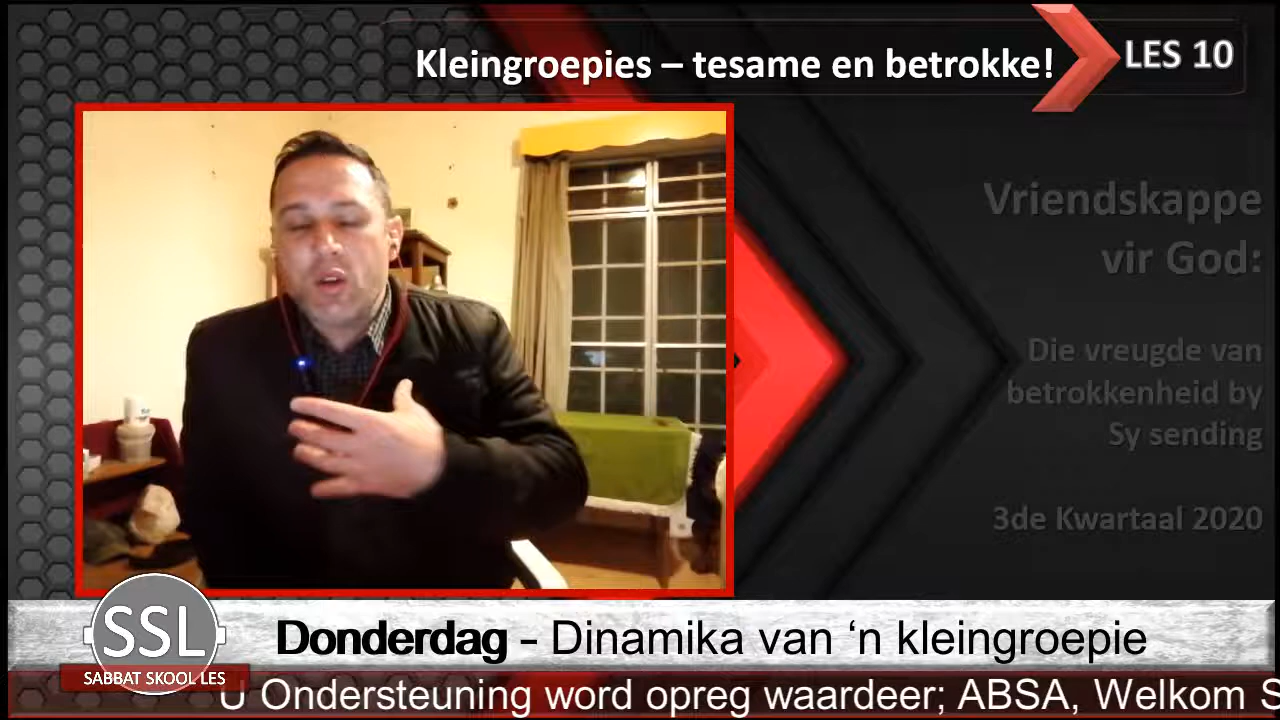 Kleingroepies – tesame en betrokke!
LES 10
Vriendskappe
vir God:
Die vreugde van
betrokkenheid by
Sy sending
3de Kwartaal 2020
SSL
SABBAT SKOOL LES
Donderdag – Dinamika van ‘n kleingroepie
U Ondersteuning word opreg waardeer; ABSA, Welkom S